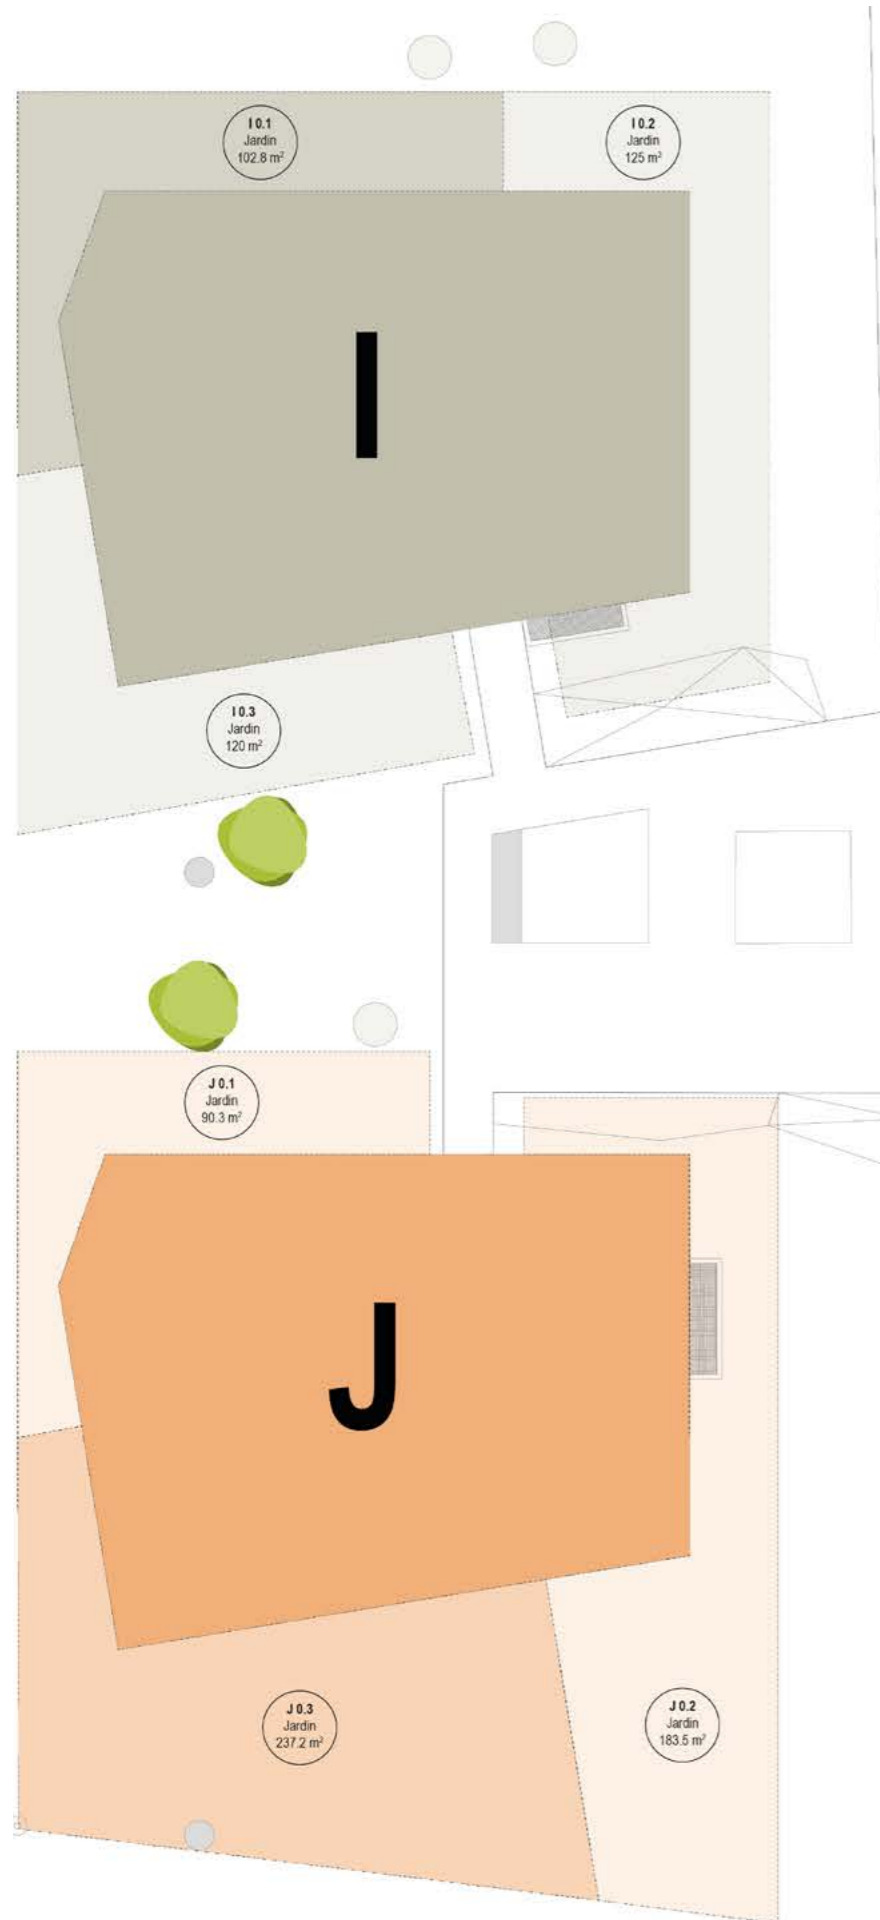 I 0.1
Jardin
102.8 m²
I 0.2
Jardin
125 m²
I
I 0.3
Jardin
120 m²
J 0.1
Jardin
90.3 m²
J
J 0.3
Jardin
237.2 m²
J 0.2
Jardin
183.5 m²